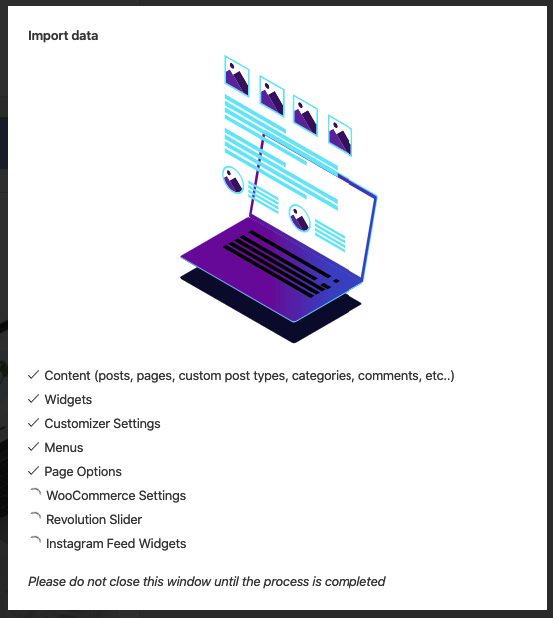 Import data
Content (posts, pages, custom post types, categories, comments, etc..)
Widgets
Customizer Settings
Menus
Page Options
WooCommerce Settings
Revolution Slider
Instagram Feed Widgets
Please do not close this window until the process is completed